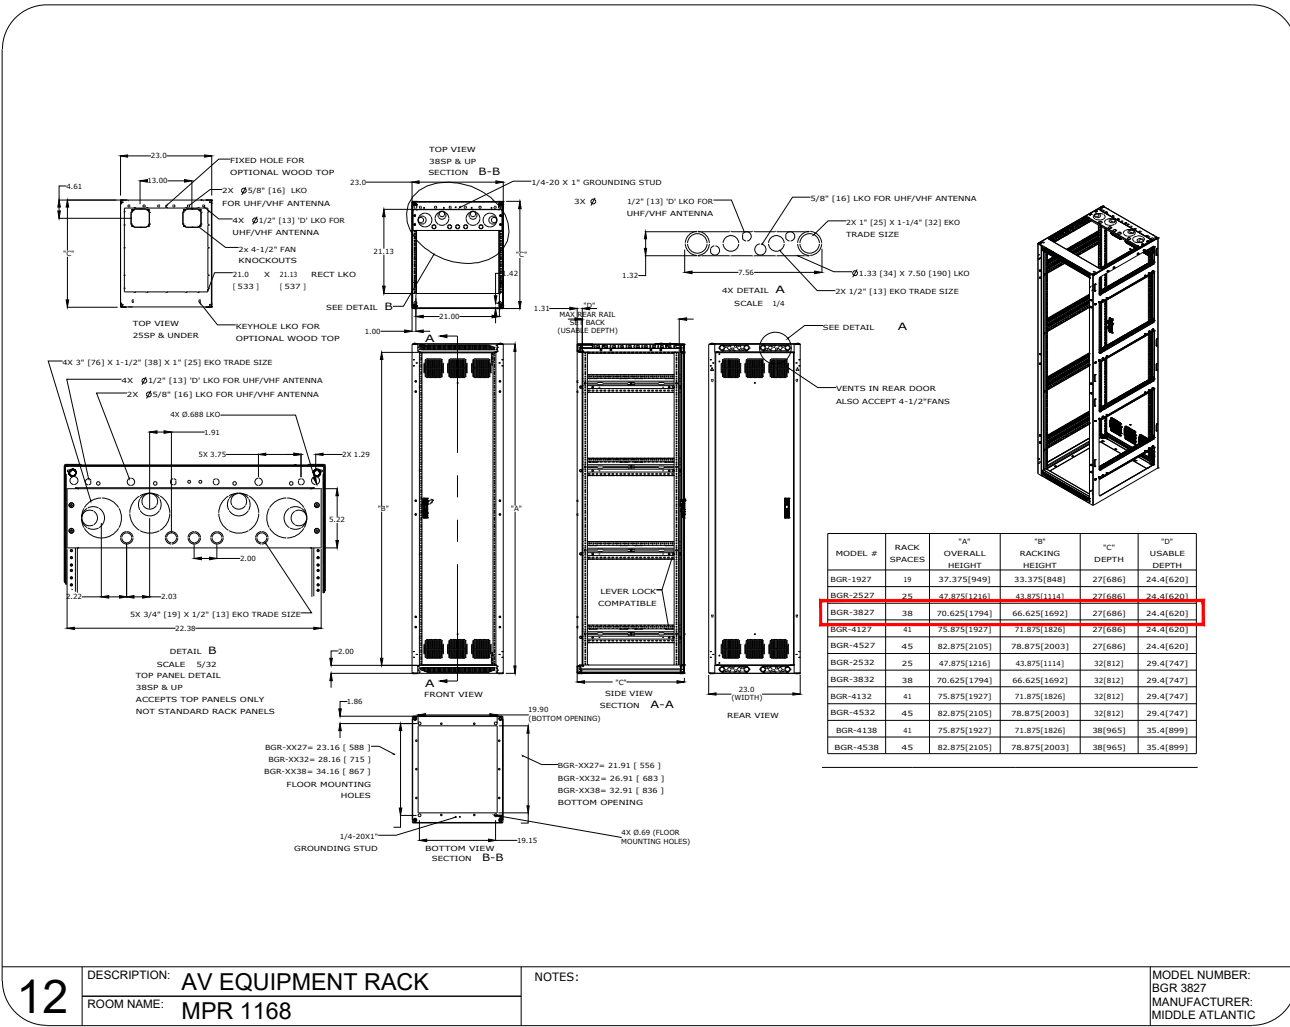 23.0
13.00
4.61
"C"
FIXED HOLE FOR
OPTIONAL WOOD TOP
2X Ø5/8" [16] LKO
FOR UHF/VHF ANTENNA
4X Ø1/2" [13] 'D' LKO FOR
UHF/VHF ANTENNA
2x 4-1/2" FAN
KNOCKOUTS
21.0 X 21.13 RECT LKO
[ 533 ] [ 537 ]
TOP VIEW
25SP & UNDER
KEYHOLE LKO FOR
OPTIONAL WOOD TOP
TOP VIEW
38SP & UP
SECTION B-B
23.0
1/4-20 X 1" GROUNDING STUD
21.13
"C"
1.42
SEE DETAIL B
21.00
1.00
3X Ø 1/2" [13] 'D' LKO FOR
UHF/VHF ANTENNA
5/8" [16] LKO FOR UHF/VHF ANTENNA
2X 1" [25] X 1-1/4" [32] EKO
TRADE SIZE
1.32
7.56
Ø1.33 [34] X 7.50 [190] LKO
4X DETAIL A
SCALE 1/4
2X 1/2" [13] EKO TRADE SIZE
1.31
"D"
MAX REAR RAIL
SET BACK
(USABLE DEPTH)
SEE DETAIL A
VENTS IN REAR DOOR
ALSO ACCEPT 4-1/2"FANS
4X 3" [76] X 1-1/2" [38] X 1" [25] EKO TRADE SIZE
4X Ø1/2" [13] 'D' LKO FOR UHF/VHF ANTENNA
2X Ø5/8" [16] LKO FOR UHF/VHF ANTENNA
4X Ø.688 LKO
1.91
5X 3.75
2X 1.29
5.22
2.00
2.22
2.03
5X 3/4" [19] X 1/2" [13] EKO TRADE SIZE
22.38
DETAIL B
SCALE 5/32
TOP PANEL DETAIL
38SP & UP
ACCEPTS TOP PANELS ONLY
NOT STANDARD RACK PANELS
A
"B"
"A"
2.00
A
FRONT VIEW
LEVER LOCK
COMPATIBLE
"C"
SIDE VIEW
SECTION A-A
23.0
(WIDTH)
REAR VIEW
1.86
19.90
(BOTTOM OPENING)
BGR-XX27= 23.16 [ 588 ]
BGR-XX32= 28.16 [ 715 ]
BGR-XX38= 34.16 [ 867 ]
FLOOR MOUNTING
HOLES
BGR-XX27= 21.91 [ 556 ]
BGR-XX32= 26.91 [ 683 ]
BGR-XX38= 32.91 [ 836 ]
BOTTOM OPENING
1/4-20X1"
GROUNDING STUD
19.15
4X Ø.69 (FLOOR
MOUNTING HOLES)
BOTTOM VIEW
SECTION B-B
MODEL # RACK SPACES "A" OVERALL HEIGHT "B" RACKING HEIGHT "C" DEPTH "D" USABLE DEPTH
BGR-1927 19 37.375[949] 33.375[848] 27[686] 24.4[620]
BGR-2527 25 47.875[1216] 43.875[1114] 27[686] 24.4[620]
BGR-3827 38 70.625[1794] 66.625[1692] 27[686] 24.4[620]
BGR-4127 41 75.875[1927] 71.875[1826] 27[686] 24.4[620]
BGR-4527 45 82.875[2105] 78.875[2003] 27[686] 24.4[620]
BGR-2532 25 47.875[1216] 43.875[1114] 32[812] 29.4[747]
BGR-3832 38 70.625[1794] 66.625[1692] 32[812] 29.4[747]
BGR-4132 41 75.875[1927] 71.875[1826] 32[812] 29.4[747]
BGR-4532 45 82.875[2105] 78.875[2003] 32[812] 29.4[747]
BGR-4138 41 75.875[1927] 71.875[1826] 38[965] 35.4[899]
BGR-4538 45 82.875[2105] 78.875[2003] 38[965] 35.4[899]
12
DESCRIPTION: AV EQUIPMENT RACK
ROOM NAME: MPR 1168
NOTES:
MODEL NUMBER:
BGR 3827
MANUFACTURER:
MIDDLE ATLANTIC